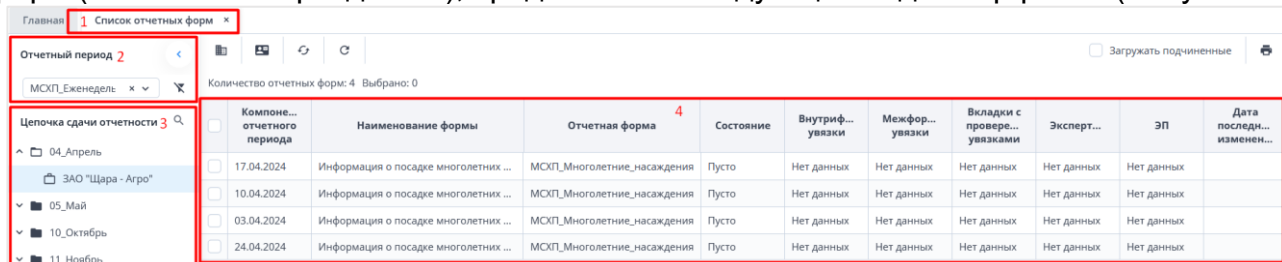 Главная 1 Список отчетных форм ×
Отчетный период 2
Загружать подчиненные
МСХП_Еженедель × 
Количество отчетных форм: 4 Выбрано: 0
Цепочка сдачи отчетности 3
4
Компоне... отчетного периода Наименование формы Отчетная форма Состояние Внутриф... увязки Межфор... увязки Вкладки с провере... увязками Эксперт... ЭП Дата последн... изменен...
04_Апрель
17.04.2024 Информация о посадке многолетних ... МСХП_Многолетние_насаждения Пусто Нет данных Нет данных Нет данных Нет данных Нет данных
ЗАО "Щара - Агро"
10.04.2024 Информация о посадке многолетних ... МСХП_Многолетние_насаждения Пусто Нет данных Нет данных Нет данных Нет данных Нет данных
05_Май
03.04.2024 Информация о посадке многолетних ... МСХП_Многолетние_насаждения Пусто Нет данных Нет данных Нет данных Нет данных Нет данных
10_Октябрь
24.04.2024 Информация о посадке многолетних ... МСХП_Многолетние_насаждения Пусто Нет данных Нет данных Нет данных Нет данных Нет данных
11_Ноябрь